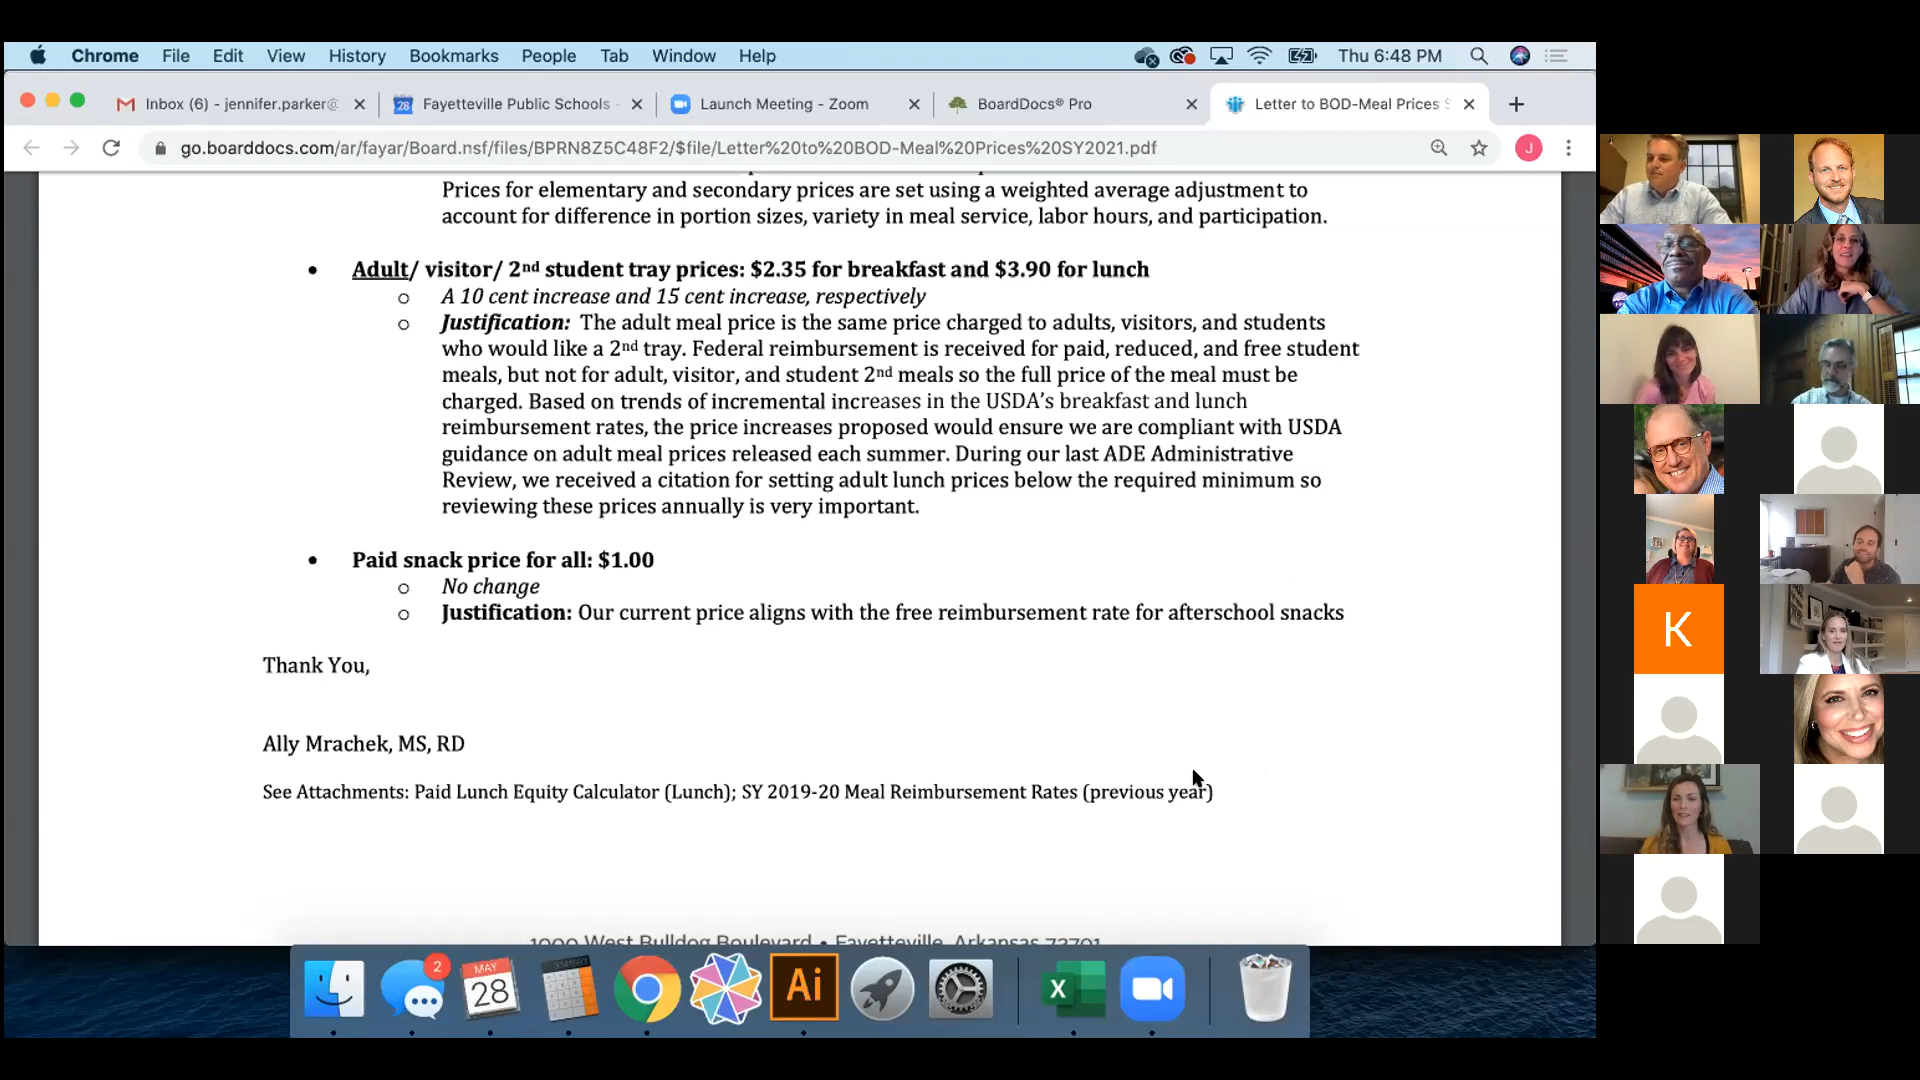 Chrome File Edit View History Bookmarks People Tab Window Help Thu 6:48 PM
Inbox (6) - jennifer.parker@ Fayetteville Public Schools - Launch Meeting - Zoom BoardDocs® Pro Letter to BOD-Meal Prices
go.boarddocs.com/ar/fayar/Board.nsf/files/BPRN8Z5C48F2/$file/Letter%20to%20BOD-Meal%20Prices%20SY2021.pdf J
Prices for elementary and secondary prices are set using a weighted average adjustment to
account for difference in portion sizes, variety in meal service, labor hours, and participation.
• Adult/ visitor/ 2nd student tray prices: $2.35 for breakfast and $3.90 for lunch
o A 10 cent increase and 15 cent increase, respectively
o Justification: The adult meal price is the same price charged to adults, visitors, and students
who would like a 2nd tray. Federal reimbursement is received for paid, reduced, and free student
meals, but not for adult, visitor, and student 2nd meals so the full price of the meal must be
charged. Based on trends of incremental increases in the USDA's breakfast and lunch
reimbursement rates, the price increases proposed would ensure we are compliant with USDA
guidance on adult meal prices released each summer. During our last ADE Administrative
Review, we received a citation for setting adult lunch prices below the required minimum so
reviewing these prices annually is very important.
• Paid snack price for all: $1.00
o No change
o Justification: Our current price aligns with the free reimbursement rate for afterschool snacks
Thank You,
Ally Mrachek, MS, RD
See Attachments: Paid Lunch Equity Calculator (Lunch); SY 2019-20 Meal Reimbursement Rates (previous year)
1000 West Bulldog Boulevard • Fayetteville, Arkansas 72701
28
2
MAY
28
Ai
X
K